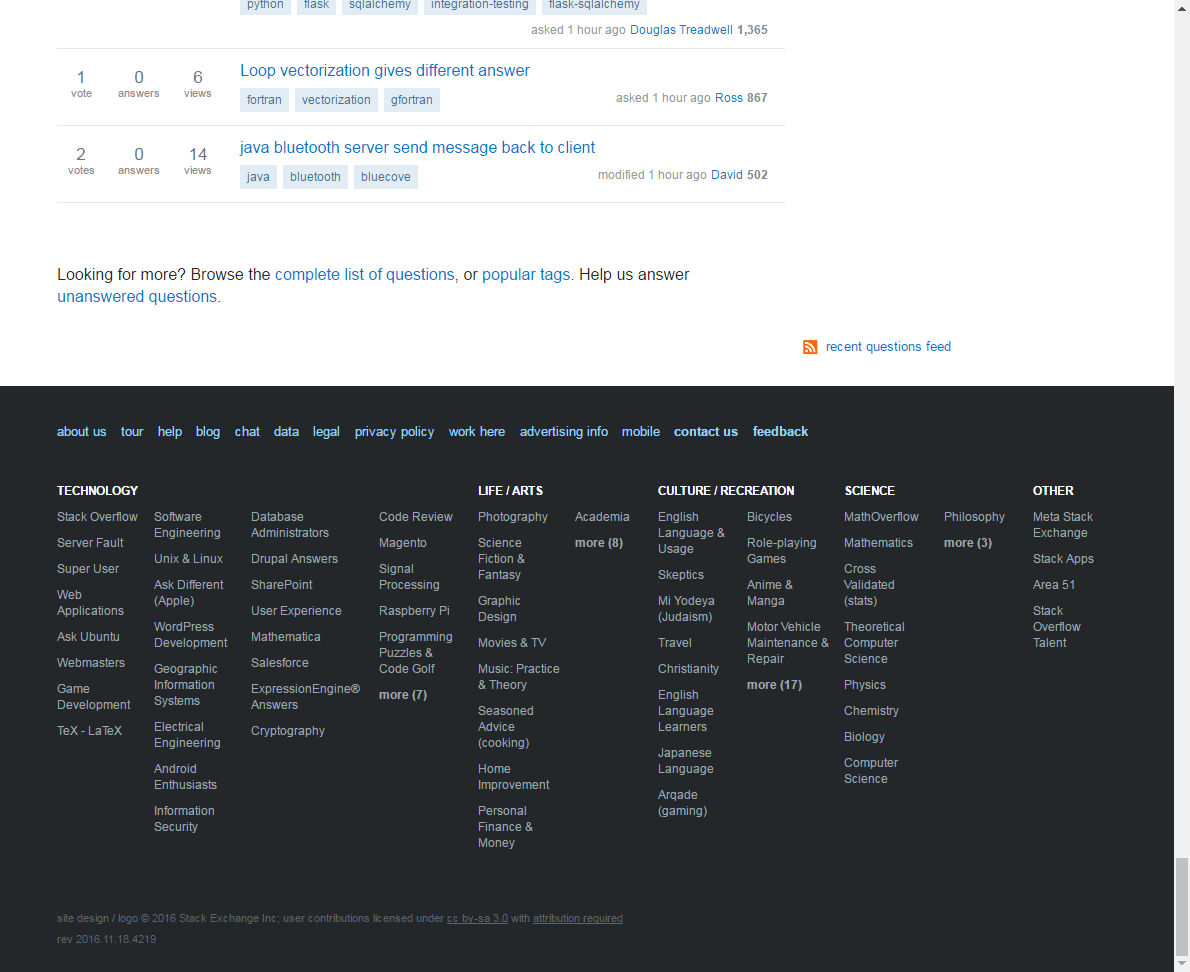 python flask sqlalchemy integration-testing flask-sqlalchemy
asked 1 hour ago Douglas Treadwell 1,365
1 0 6 Loop vectorization gives different answer
vote answers views
fortran vectorization gfortran asked 1 hour ago Ross 867
2 0 14 java bluetooth server send message back to client
votes answers views
java bluetooth bluecove modified 1 hour ago David 502
Looking for more? Browse the complete list of questions, or popular tags. Help us answer
unanswered questions.
recent questions feed
about us tour help blog chat data legal privacy policy work here advertising info mobile contact us feedback
TECHNOLOGY
Stack Overflow
Server Fault
Super User
Web
Applications
Ask Ubuntu
Webmasters
Game
Development
TeX - LaTeX
Software
Engineering
Unix & Linux
Ask Different
(Apple)
WordPress
Development
Geographic
Information
Systems
Electrical
Engineering
Android
Enthusiasts
Information
Security
Database
Administrators
Drupal Answers
SharePoint
User Experience
Mathematica
Salesforce
ExpressionEngine®
Answers
Cryptography
Code Review
Magento
Signal
Processing
Raspberry Pi
Programming
Puzzles &
Code Golf
more (7)
LIFE / ARTS
Photography
Science
Fiction &
Fantasy
Graphic
Design
Movies & TV
Music: Practice
& Theory
Seasoned
Advice
(cooking)
Home
Improvement
Personal
Finance &
Money
Academia
more (8)
CULTURE / RECREATION
English
Language &
Usage
Skeptics
Mi Yodeya
(Judaism)
Travel
Christianity
English
Language
Learners
Japanese
Language
Arqade
(gaming)
Bicycles
Role-playing
Games
Anime &
Manga
Motor Vehicle
Maintenance &
Repair
more (17)
SCIENCE
MathOverflow
Mathematics
Cross
Validated
(stats)
Theoretical
Computer
Science
Physics
Chemistry
Biology
Computer
Science
Philosophy
more (3)
OTHER
Meta Stack
Exchange
Stack Apps
Area 51
Stack
Overflow
Talent
site design / logo © 2016 Stack Exchange Inc; user contributions licensed under cc by-sa 3.0 with attribution required
rev 2016.11.18.4219